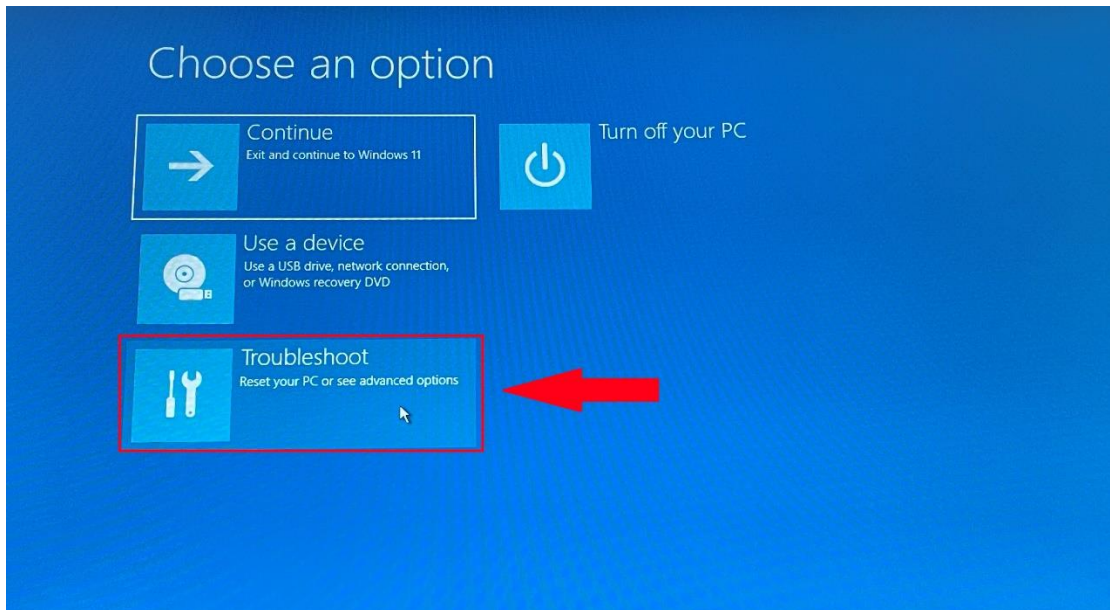 Choose an option
Continue
Exit and continue to Windows 11
Turn off your PC
Use a device
Use a USB drive, network connection,
or Windows recovery DVD
Troubleshoot
Reset your PC or see advanced options